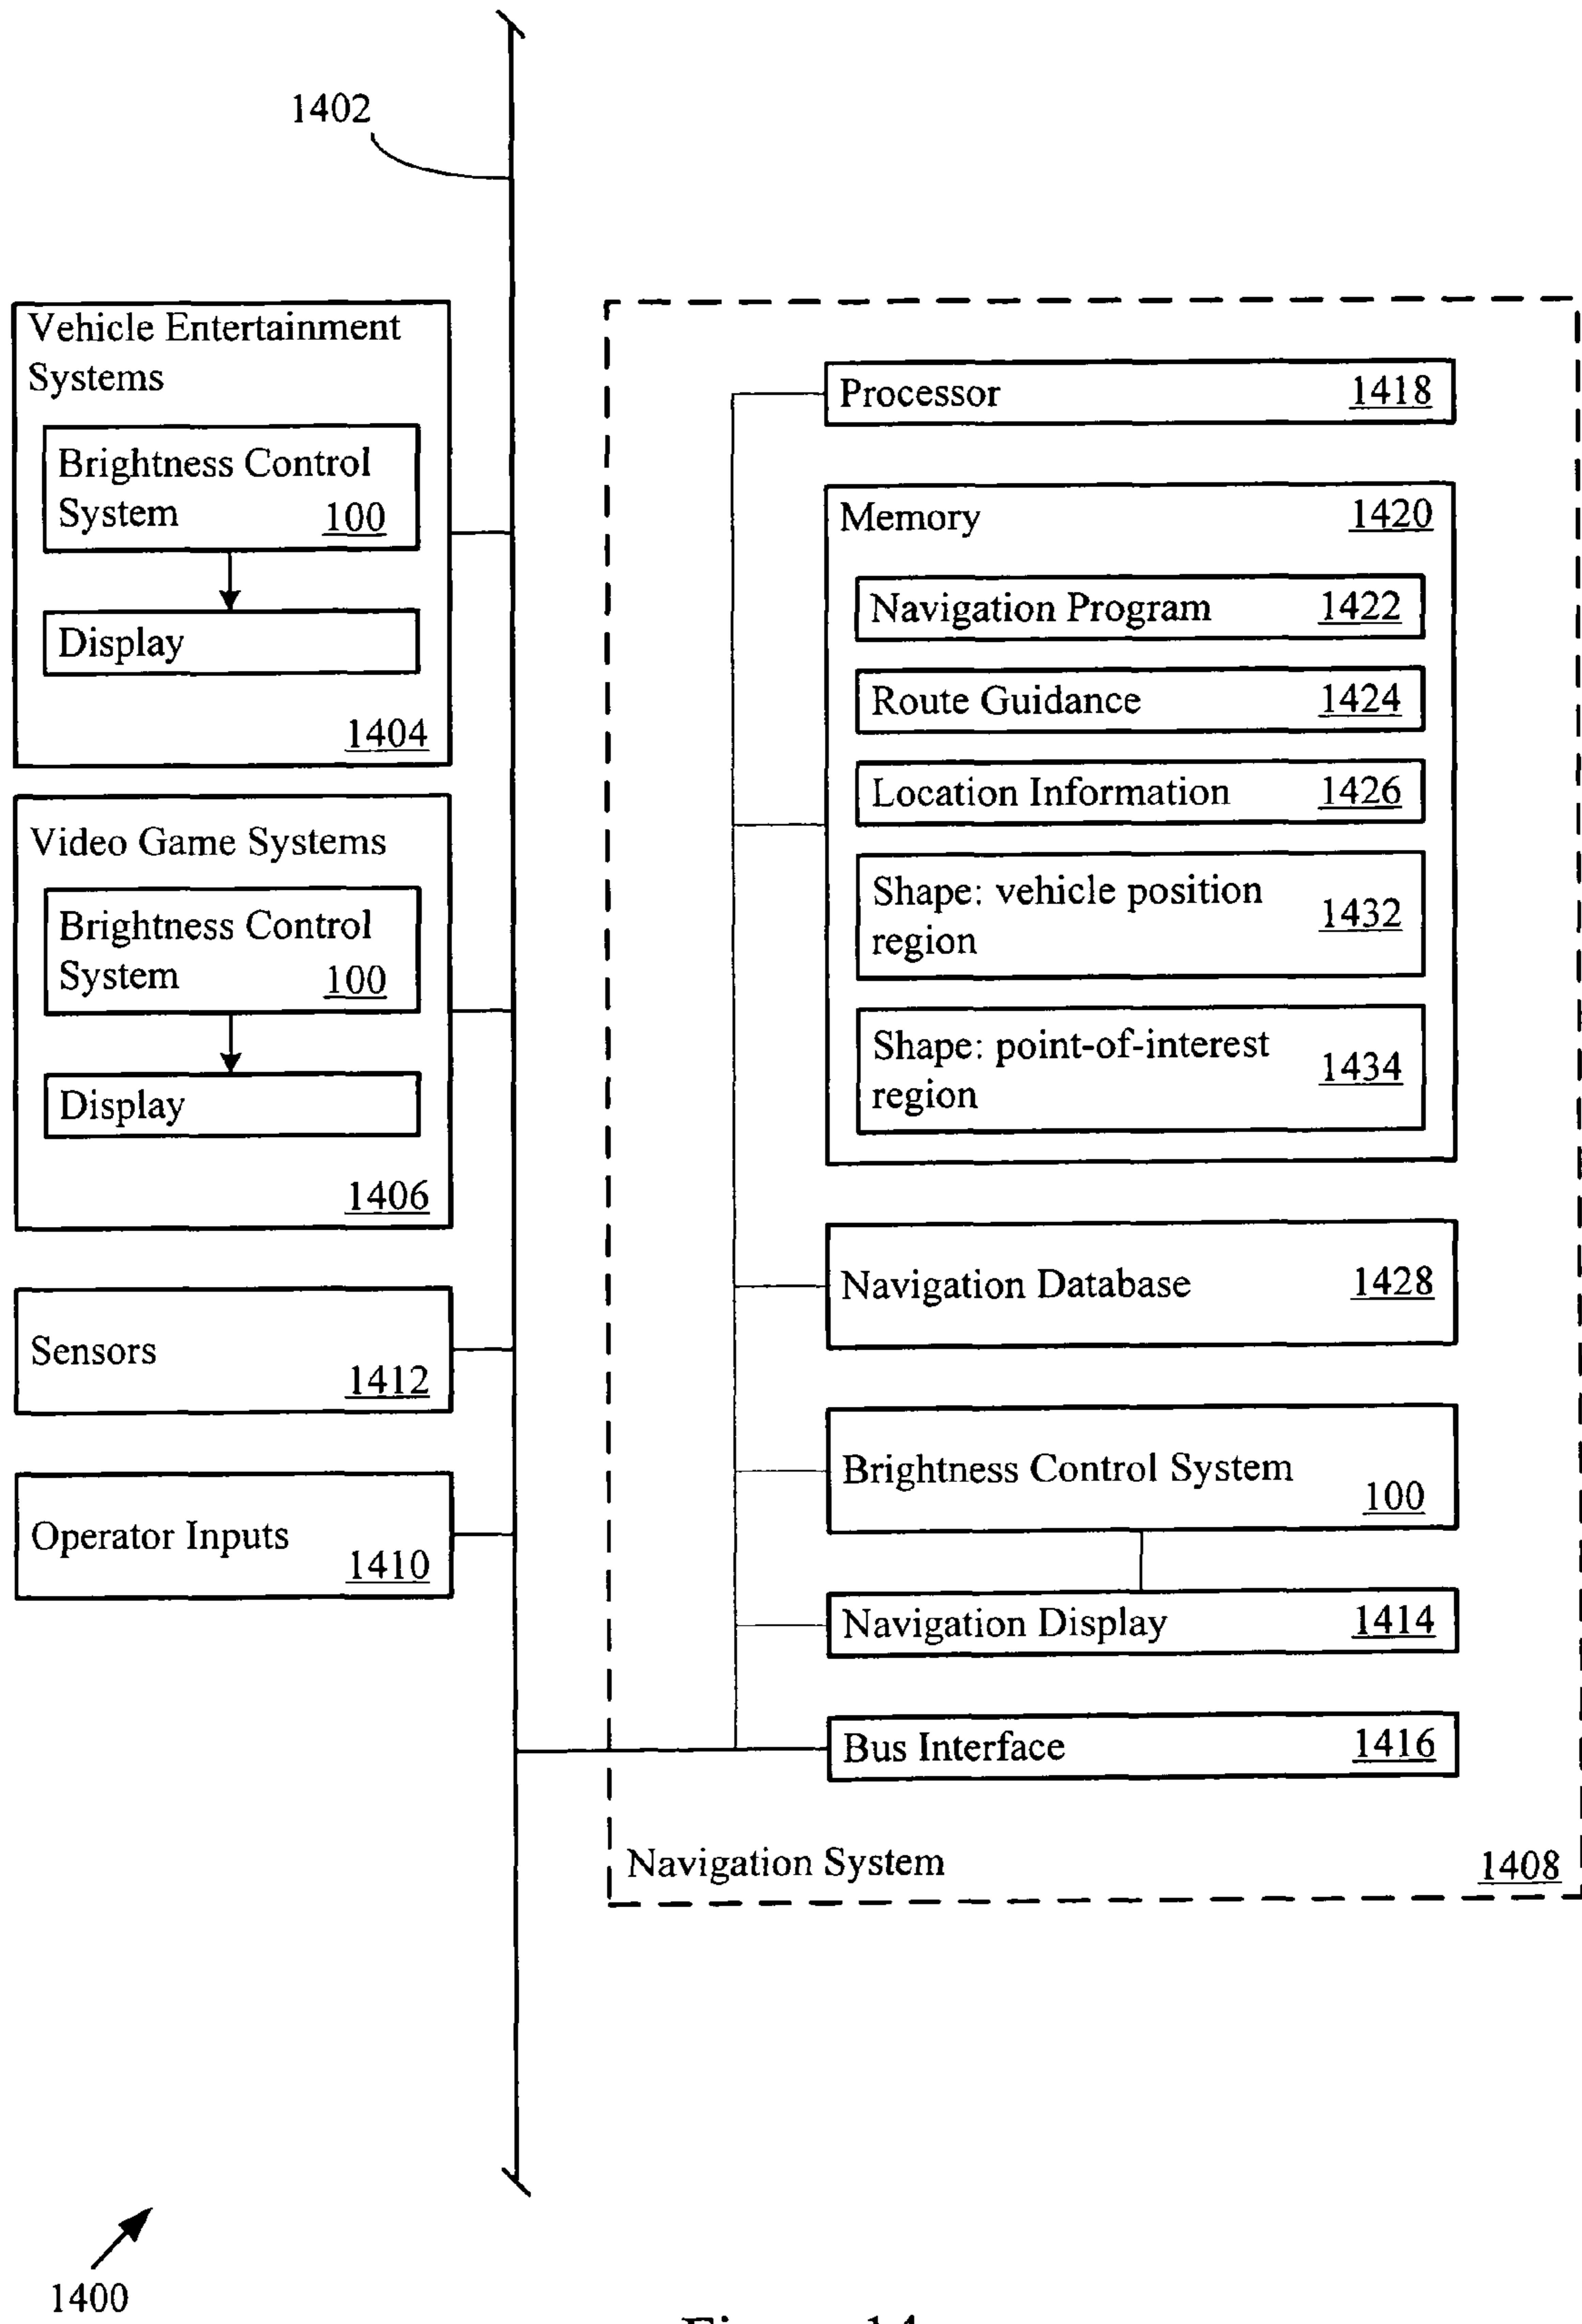 1402
Vehicle Entertainment
Systems
Brightness Control
System 100
Display
1404
Video Game Systems
Brightness Control
System 100
Display
1406
Sensors
1412
Operator Inputs
1410
Processor 1418
Memory 1420
Navigation Program 1422
Route Guidance 1424
Location Information 1426
Shape: vehicle position
region 1432
Shape: point-of-interest
region 1434
Navigation Database 1428
Brightness Control System
100
Navigation Display 1414
Bus Interface 1416
Navigation System 1408
1400
Figure 14